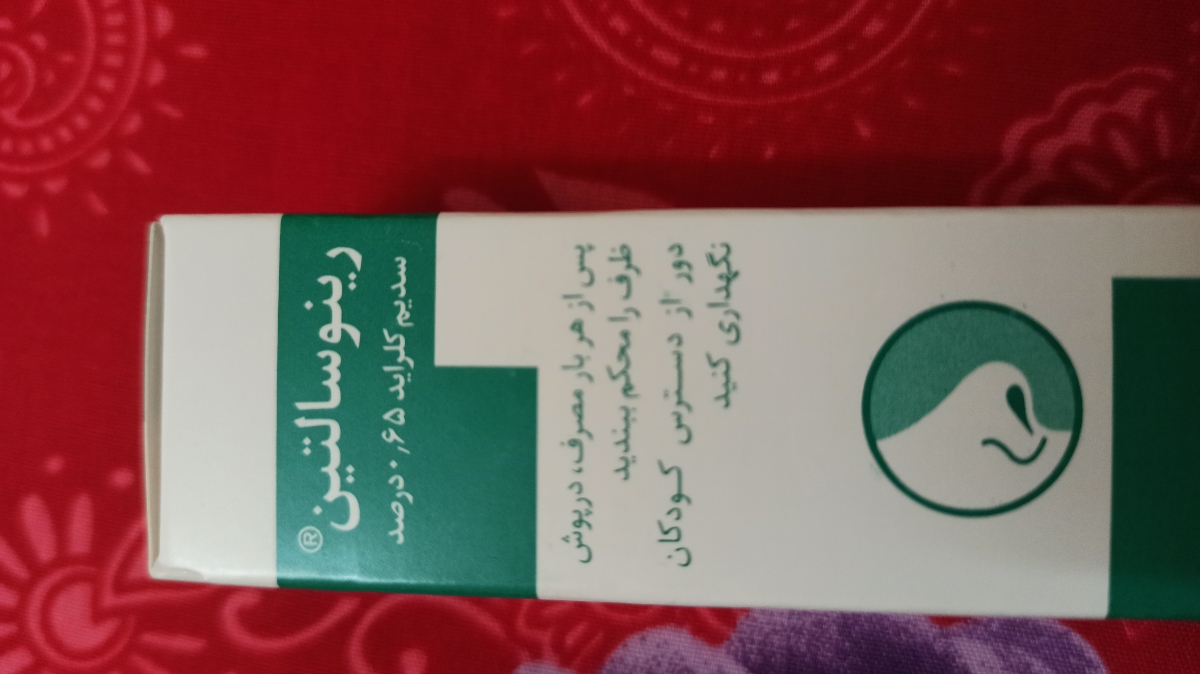 رینوسالتین®
سدیم کلراید ۰٫۶۵ درصد
پس از هر بار مصرف، درپوش
ظرف را محکم ببندید
دور از دسترس کودکان
نگهداری کنید